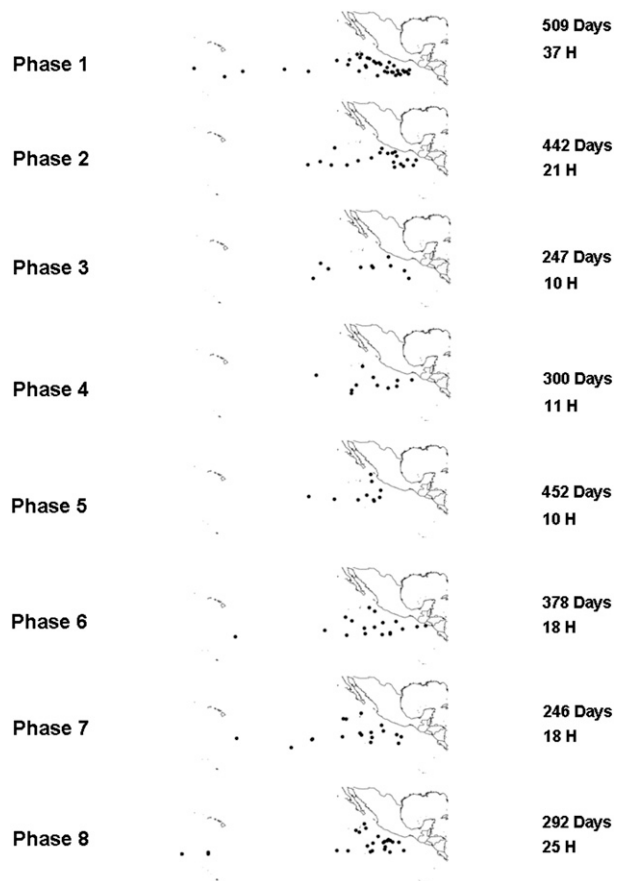 509 Days
Phase 1
37 H
Phase 2
442 Days
21 H
Phase 3
247 Days
10 H
Phase 4
300 Days
11 H
Phase 5
452 Days
10 H
Phase 6
378 Days
18 H
Phase 7
246 Days
18 H
Phase 8
292 Days
25 H